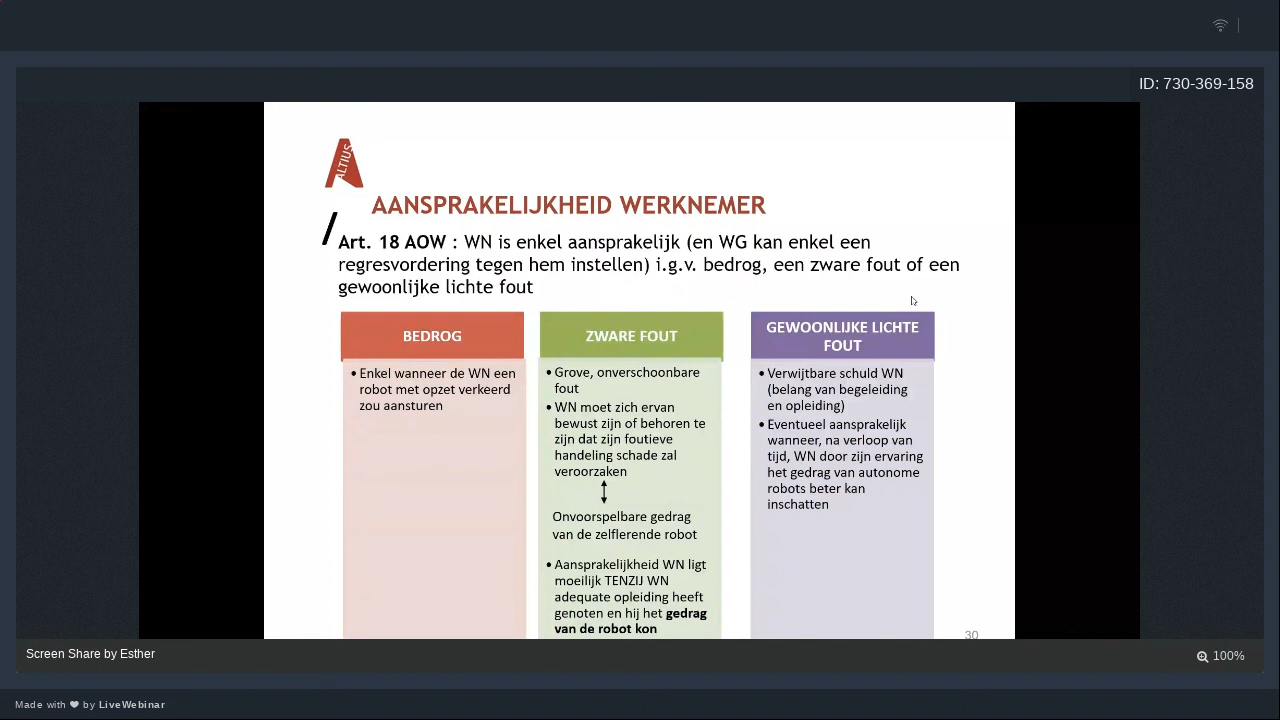 ID: 730-369-158
ALTIUS
AANSPRAKELIJKHEID WERKNEMER
/
Art. 18 AOW : WN is enkel aansprakelijk (en WG kan enkel een
regresvordering tegen hem instellen) i.g.v. bedrog, een zware fout of een
gewoonlijke lichte fout
BEDROG
• Enkel wanneer de WN een
robot met opzet verkeerd
zou aansturen
ZWARE FOUT
• Grove, onverschoonbare
fout
• WN moet zich ervan
bewust zijn of behoren te
zijn dat zijn foutieve
handeling schade zal
veroorzaken
Onvoorspelbare gedrag
van de zelflerende robot
• Aansprakelijkheid WN ligt
moeilijk TENZIJ WN
adequate opleiding heeft
genoten en hij het gedrag
van de robot kon
GEWOONLIJKE LICHTE
FOUT
• Verwijtbare schuld WN
(belang van begeleiding
en opleiding)
• Eventueel aansprakelijk
wanneer, na verloop van
tijd, WN door zijn ervaring
het gedrag van autonome
robots beter kan
inschatten
30
Screen Share by Esther
100%
Made with ❤ by LiveWebinar